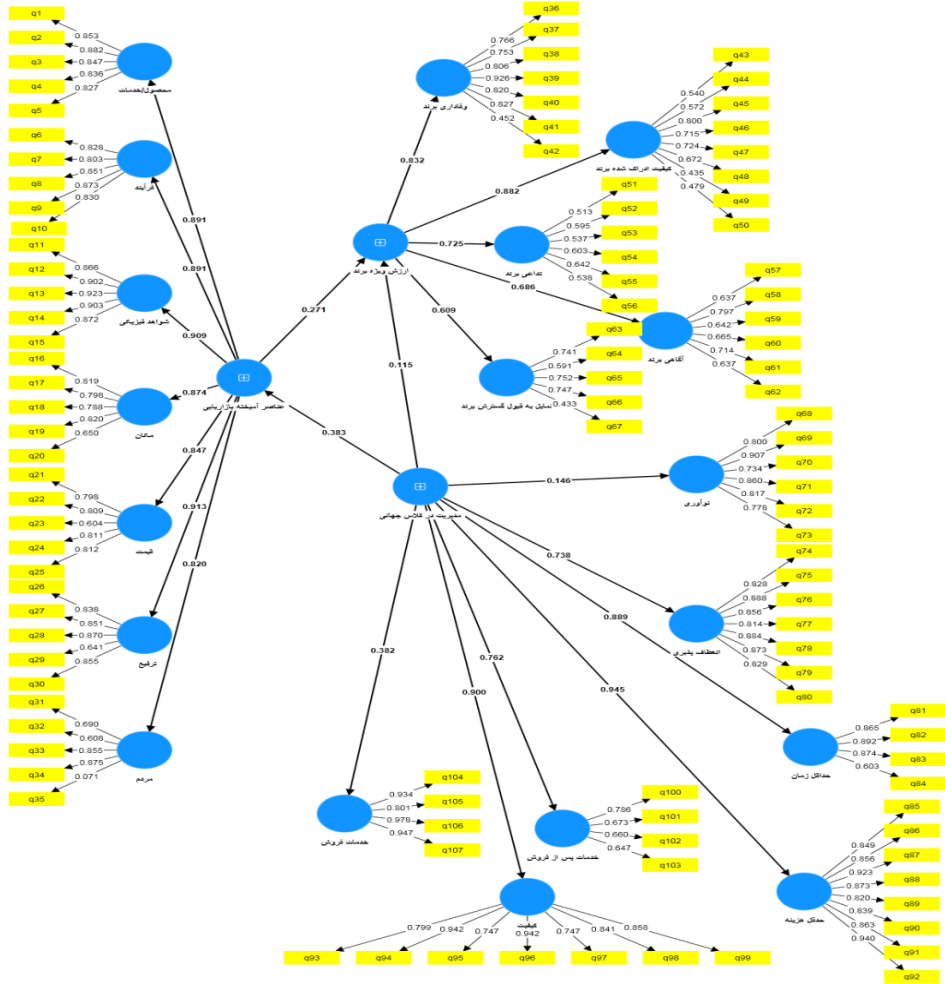 q1
q2
q3
q4
q5
0.853
0.882
0.847
0.836
0.827
محصول/خدمات
q6
q7
q8
q9
q10
0.828
0.803
0.851
0.873
0.830
فرآیند
q11
q12
q13
q14
q15
0.866
0.902
0.923
0.903
0.872
شواهد فیزیکی
q16
q17
q18
q19
q20
0.819
0.798
0.788
0.820
0.650
مکان
q21
q22
q23
q24
q25
0.798
0.809
0.604
0.811
0.812
قیمت
q26
q27
q28
q29
q30
0.838
0.851
0.870
0.641
0.855
ترفیع
q31
q32
q33
q34
q35
0.690
0.608
0.855
0.875
0.071
مردم
0.891
0.891
0.909
0.874
0.847
0.913
0.820
عناصر آمیخته بازاریابی
0.271
0.383
0.115
ارزش ویژه برند
0.832
0.882
0.725
0.686
0.609
q36
q37
q38
q39
q40
q41
q42
0.766
0.753
0.806
0.926
0.820
0.827
0.452
وفاداری برند
q43
q44
q45
q46
q47
q48
q49
q50
0.540
0.572
0.800
0.715
0.724
0.672
0.435
0.479
کیفیت ادراک شده برند
q51
q52
q53
q54
q55
q56
0.513
0.595
0.537
0.603
0.642
0.538
تداعی برند
q57
q58
q59
q60
q61
q62
0.637
0.797
0.642
0.665
0.714
0.637
آگاهی برند
q63
q64
q65
q66
q67
0.741
0.591
0.752
0.747
0.433
تمایل به قبول گسترش برند
مدیریت در کلاس جهانی
0.146
0.738
0.889
0.945
0.762
0.900
0.382
q68
q69
q70
q71
q72
q73
0.800
0.907
0.734
0.860
0.817
0.778
نوآوری
q74
q75
q76
q77
q78
q79
q80
0.828
0.888
0.856
0.814
0.884
0.873
0.829
انعطاف پذیری
q81
q82
q83
q84
0.865
0.892
0.874
0.603
حداقل زمان
q85
q86
q87
q88
q89
q90
q91
q92
0.849
0.856
0.923
0.873
0.820
0.839
0.863
0.940
حدقل هزینه
q104
q105
q106
q107
0.934
0.801
0.978
0.947
خدمات فروش
q100
q101
q102
q103
0.786
0.673
0.660
0.647
خدمات پس از فروش
کیفیت
0.799
0.942
0.747
0.942
0.747
0.841
0.858
q93
q94
q95
q96
q97
q98
q99